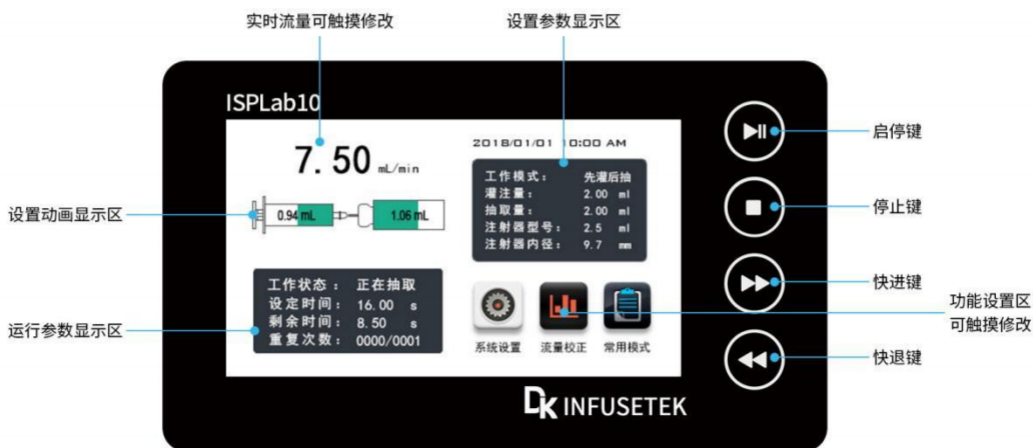 实时流量可触摸修改
设置参数显示区
ISPLab10
7.50 mL/min
2018/01/01 10:00 AM
工作模式: 先灌后抽
灌注量: 2.00 ml
抽取量: 2.00 ml
注射器型号: 2.5 ml
注射器内径: 9.7 mm
设置动画显示区
0.94 mL
1.06 mL
运行参数显示区
工作状态: 正在抽取
设定时间: 16.00 s
剩余时间: 8.50 s
重复次数: 0000/0001
系统设置
流量校正
常用模式
启停键
停止键
快进键
功能设置区
可触摸修改
快退键
DK INFUSETEK